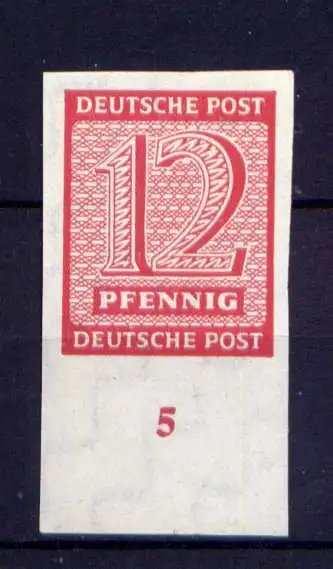 DEUTSCHE POST
12
PFENNIG
DEUTSCHE POST
5